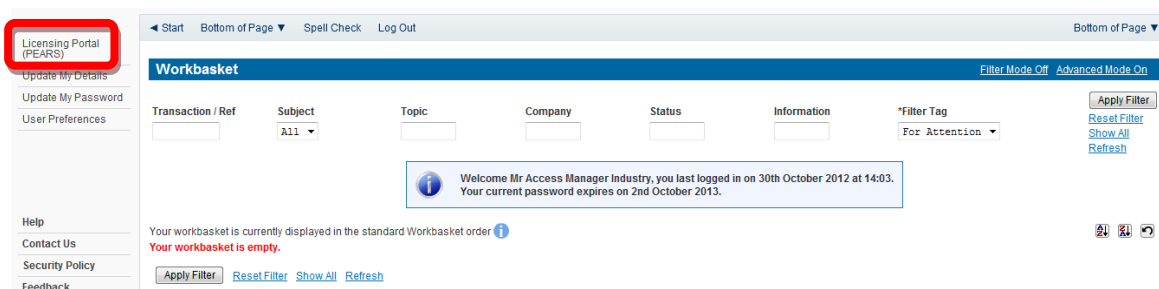 ◄ Start Bottom of Page ▼ Spell Check Log Out Bottom of Page ▼
Licensing Portal
(PEARS)
Update My Details
Update My Password
User Preferences
Help
Contact Us
Security Policy
Feedback
Workbasket Filter Mode Off Advanced Mode On
Transaction / Ref Subject Topic Company Status Information *Filter Tag
All For Attention
Apply Filter
Reset Filter
Show All
Refresh
Welcome Mr Access Manager Industry, you last logged in on 30th October 2012 at 14:03.
Your current password expires on 2nd October 2013.
Your workbasket is currently displayed in the standard Workbasket order
Your workbasket is empty.
Apply Filter Reset Filter Show All Refresh